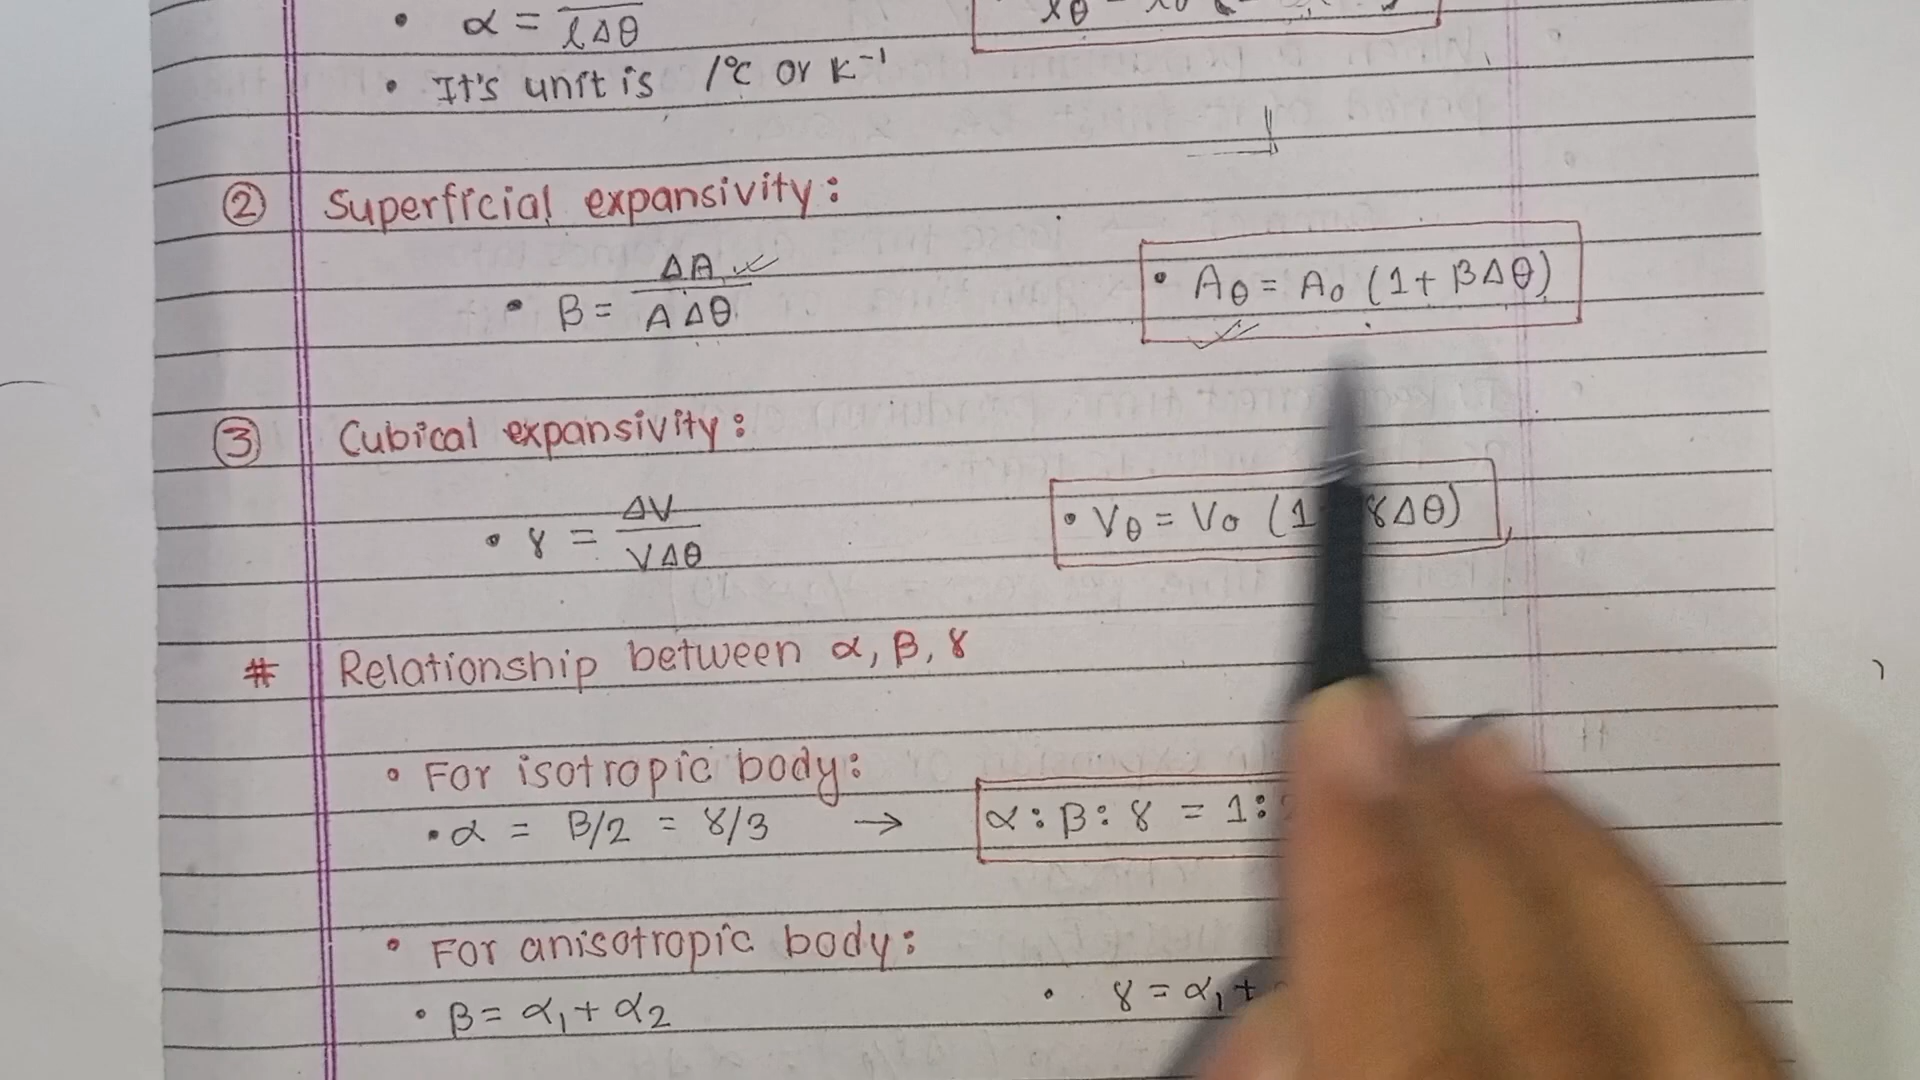 • α = ‾ / lΔθ
• It's unit is /°C or K⁻¹
② Superficial expansivity:
• β = ΔA / AΔθ
• Aθ = A₀ (1 + βΔθ)
③ Cubical expansivity:
• γ = ΔV / VΔθ
• Vθ = V₀ (1 γΔθ)
# Relationship between α, β, γ
• For isotropic body:
• α = β/2 = γ/3 → α : β : γ = 1 :
• For anisotropic body:
• β = α₁ + α₂
• γ = α₁ +